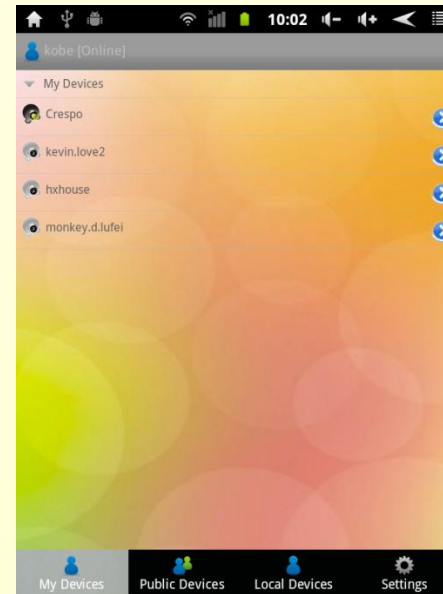 10:02
kobe [Online]
My Devices
Crespo
kevin.love2
hxhouse
monkey.d.lufei
My Devices Public Devices Local Devices Settings